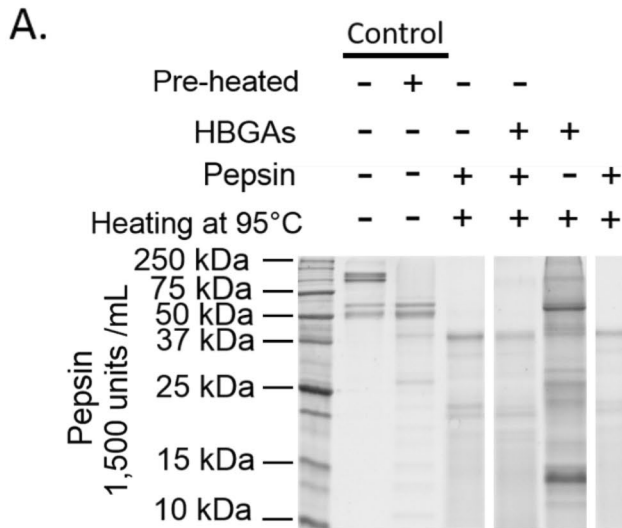 A.
Control
Pre-heated - + - -
HBGAs - - - + +
Pepsin - - + + - +
Heating at 95°C - - + + + +
250 kDa
75 kDa
50 kDa
37 kDa
25 kDa
15 kDa
10 kDa
Pepsin
1,500 units /mL